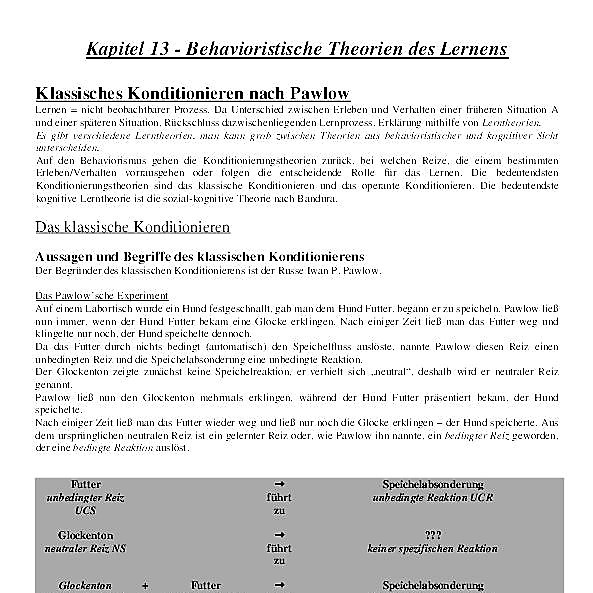 Kapitel 13 - Behavioristische Theorien des Lernens
Klassisches Konditionieren nach Pawlow
Lernen = nicht beobachtbarer Prozess. Da Unterschied zwischen Erleben und Verhalten einer früheren Situation A
und einer späteren Situation, Rückschluss dazwischenliegenden Lernprozess. Erklärung mithilfe von Lerntheorien.
Es gibt verschiedene Lerntheorien, man kann grob zwischen Theorien aus behavioristischer und kognitiver Sicht
unterscheiden.
Auf den Behaviorismus gehen die Konditionierungstheorien zurück, bei welchen Reize, die einem bestimmten
Erleben/Verhalten vorrausgehen oder folgen die entscheidende Rolle für das Lernen. Die bedeutendsten
Konditionierungstheorien sind das klassische Konditionieren und das operante Konditionieren. Die bedeutendste
kognitive Lerntheorie ist die sozial-kognitive Theorie nach Bandura.
Das klassische Konditionieren
Aussagen und Begriffe des klassischen Konditionierens
Der Begründer des klassischen Konditionierens ist der Russe Iwan P. Pawlow.
Das Pawlow´sche Experiment
Auf einem Labortisch wurde ein Hund festgeschnallt, gab man dem Hund Futter, begann er zu speicheln. Pawlow ließ
nun immer, wenn der Hund Futter bekam eine Glocke erklingen. Nach einiger Zeit ließ man das Futter weg und
klingelte nur noch, der Hund speichelte dennoch.
Da das Futter durch nichts bedingt (automatisch) den Speichelfluss auslöste, nannte Pawlow diesen Reiz einen
unbedingten Reiz und die Speichelabsonderung eine unbedingte Reaktion.
Der Glockenton zeigte zunächst keine Speichelreaktion, er verhielt sich „neutral“, deshalb wird er neutraler Reiz
genannt.
Pawlow ließ nun den Glockenton mehrmals erklingen, während der Hund Futter präsentiert bekam, der Hund
speichelte.
Nach einiger Zeit ließ man das Futter wieder weg und ließ nur noch die Glocke erklingen – der Hund speicherte. Aus
dem ursprünglichen neutralen Reiz ist ein gelernter Reiz oder, wie Pawlow ihn nannte, ein bedingter Reiz geworden,
der eine bedingte Reaktion auslöst.
Futter → Speichelabsonderung
unbedingter Reiz führt unbedingte Reaktion UCR
UCS zu
Glockenton → ???
neutraler Reiz NS führt keiner spezifischen Reaktion
zu
Glockenton + Futter → Speichelabsonderung